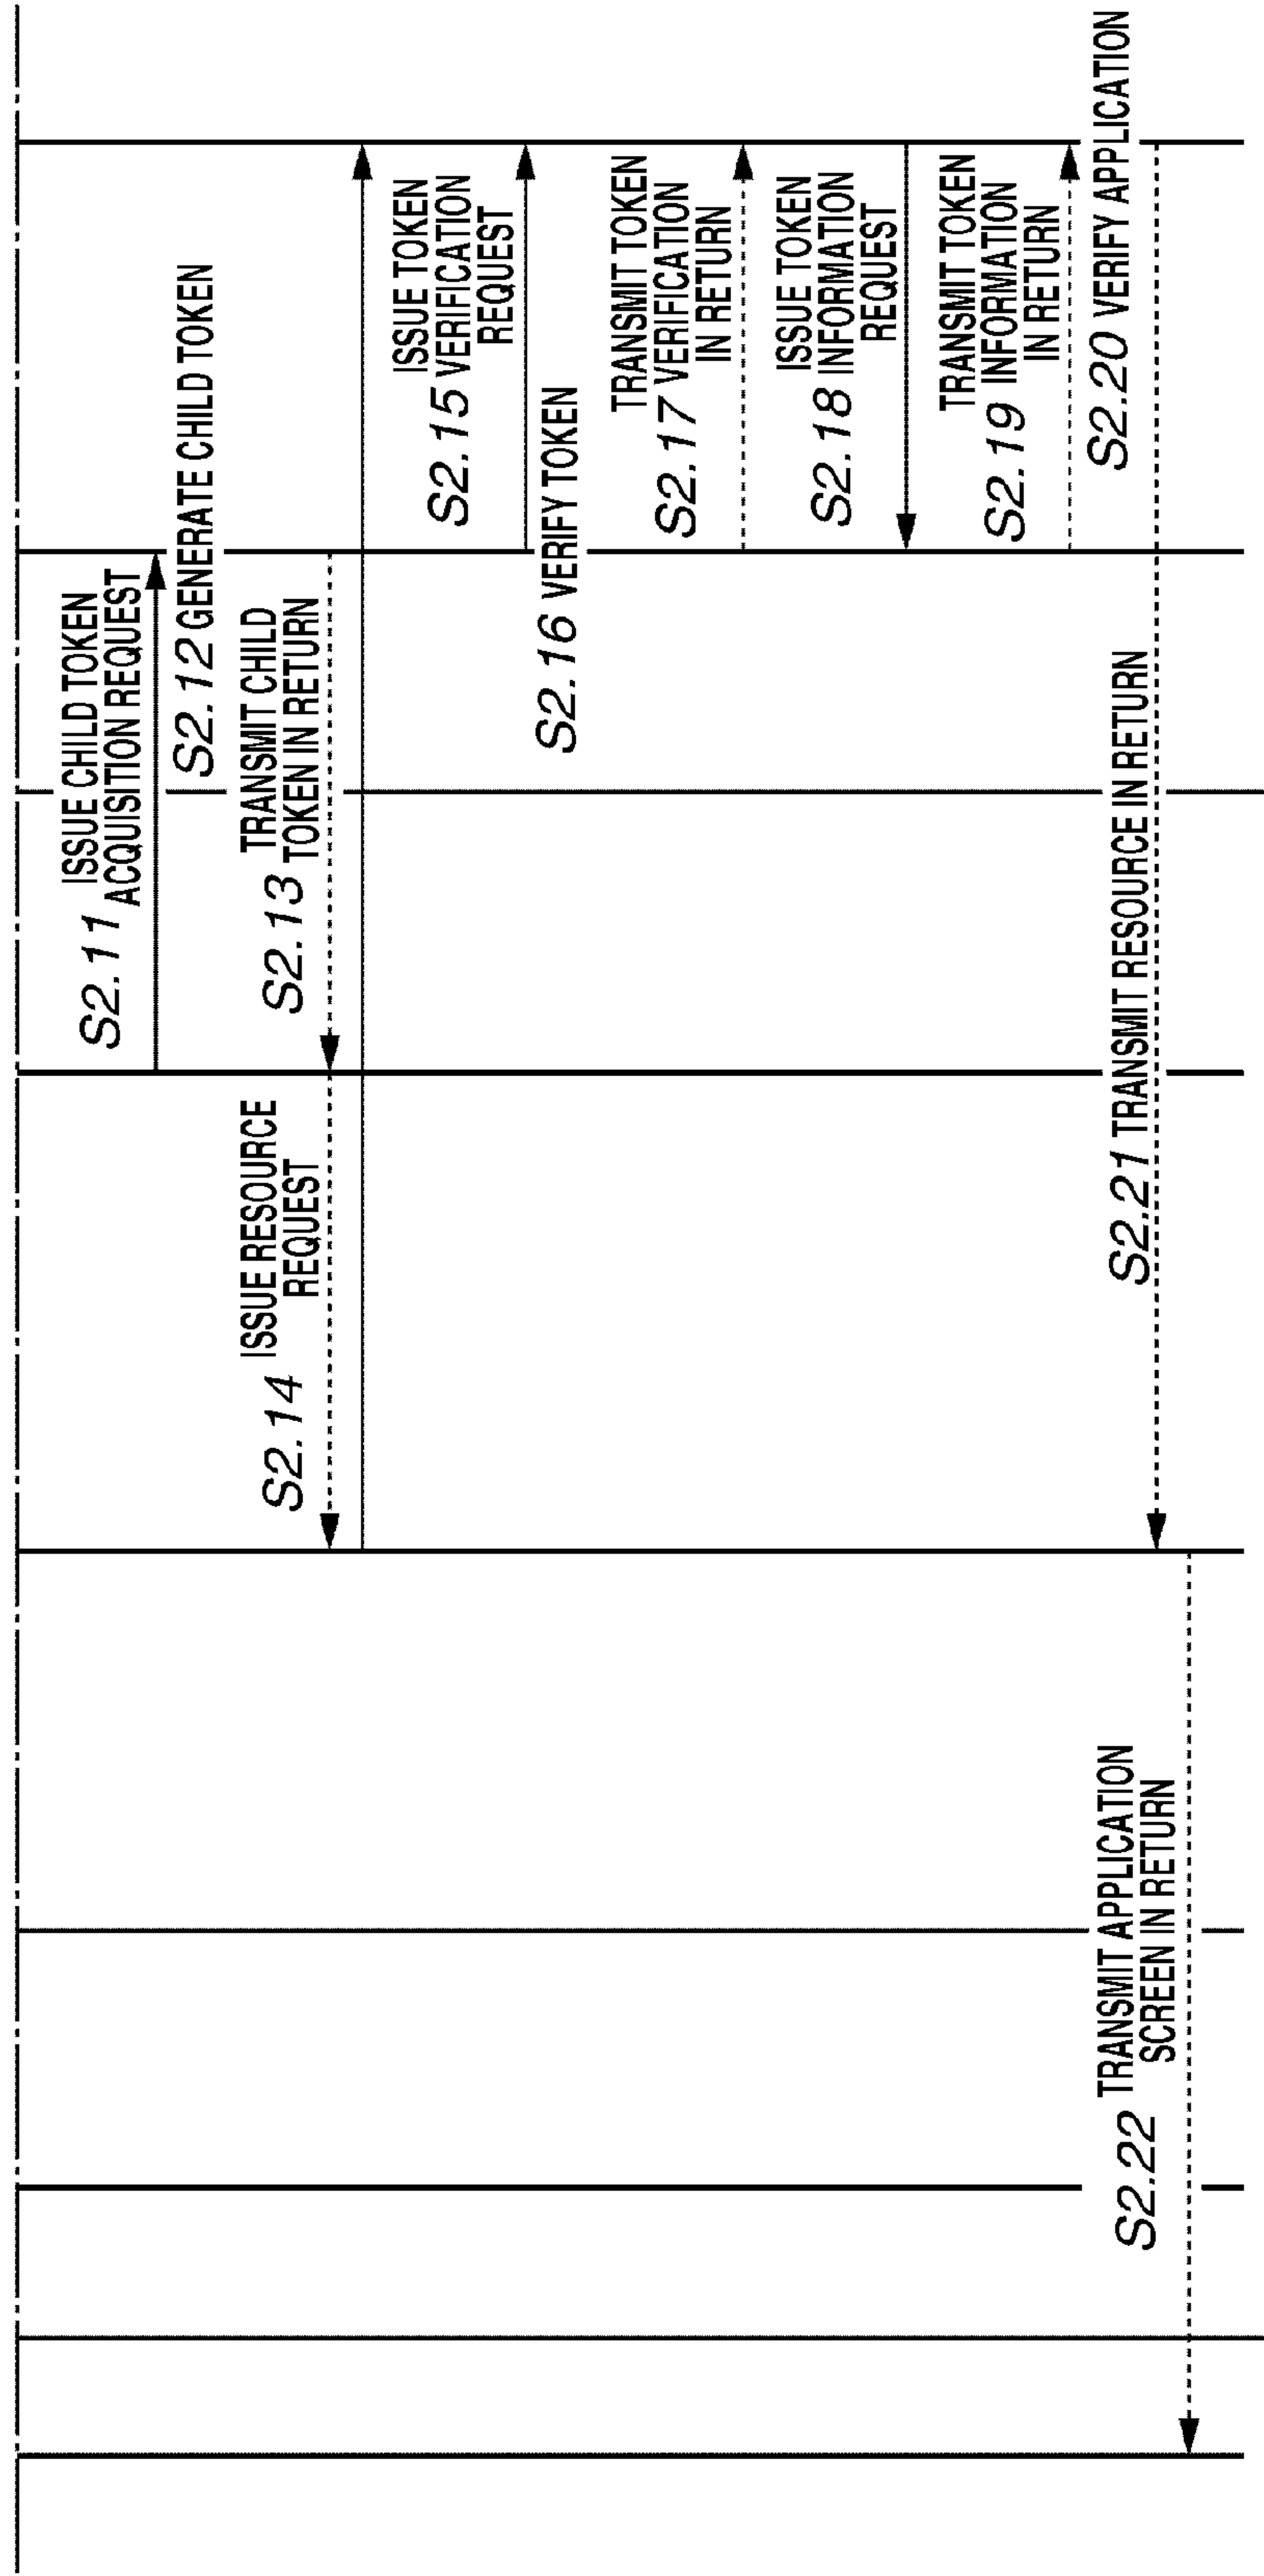 S2.11 ISSUE CHILD TOKEN
ACQUISITION REQUEST
S2.12 GENERATE CHILD TOKEN
S2.13 TRANSMIT CHILD
TOKEN IN RETURN
S2.14 ISSUE RESOURCE
REQUEST
ISSUE TOKEN
S2.15 VERIFICATION
REQUEST
S2.16 VERIFY TOKEN
TRANSMIT TOKEN
S2.17 VERIFICATION
IN RETURN
ISSUE TOKEN
S2.18 INFORMATION
REQUEST
TRANSMIT TOKEN
S2.19 INFORMATION
IN RETURN
S2.20 VERIFY APPLICATION
S2.21 TRANSMIT RESOURCE IN RETURN
S2.22 TRANSMIT APPLICATION
SCREEN IN RETURN